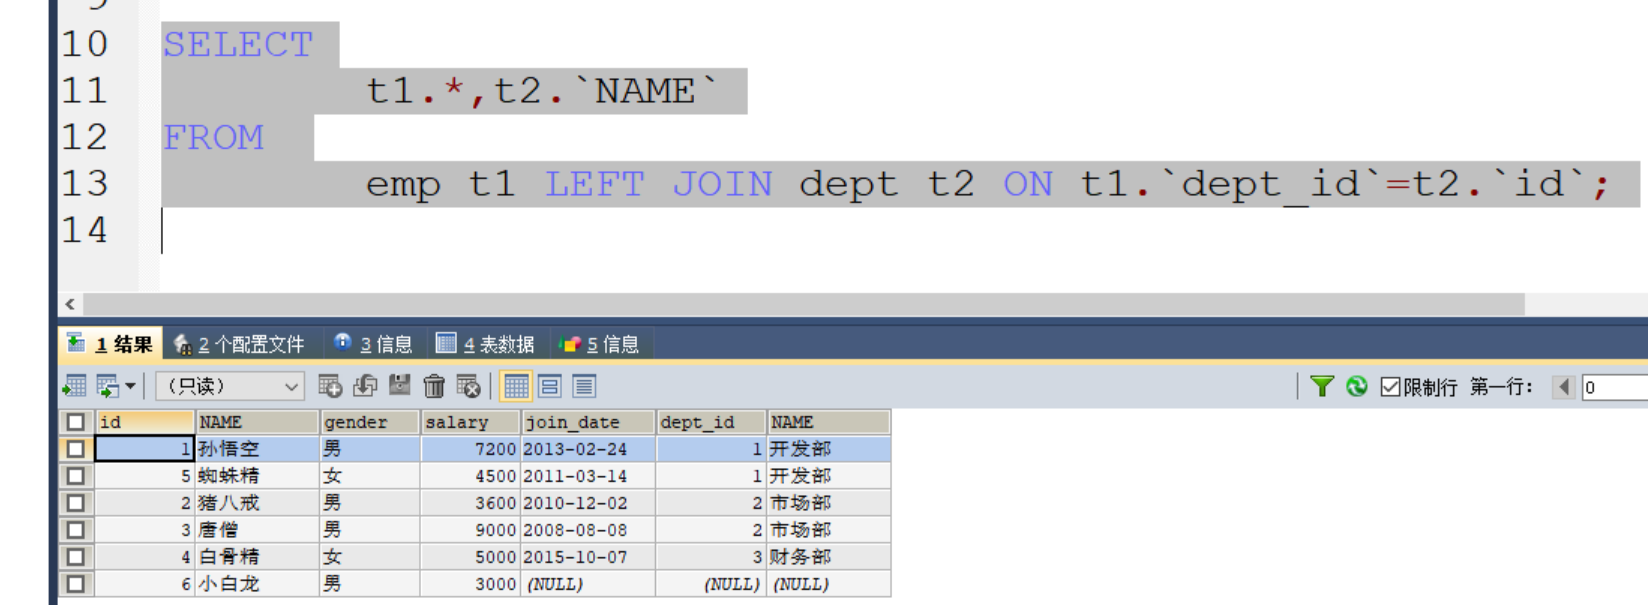 10 SELECT
11 t1.*,t2.`NAME`
12 FROM
13 emp t1 LEFT JOIN dept t2 ON t1.`dept_id`=t2.`id`;
14
1 结果 2 个配置文件 3 信息 4 表数据 5 信息
（只读） 限制行 第一行： 0
id NAME gender salary join_date dept_id NAME
1 孙悟空 男 7200 2013-02-24 1 开发部
5 蜘蛛精 女 4500 2011-03-14 1 开发部
2 猪八戒 男 3600 2010-12-02 2 市场部
3 唐僧 男 9000 2008-08-08 2 市场部
4 白骨精 女 5000 2015-10-07 3 财务部
6 小白龙 男 3000 (NULL) (NULL) (NULL)